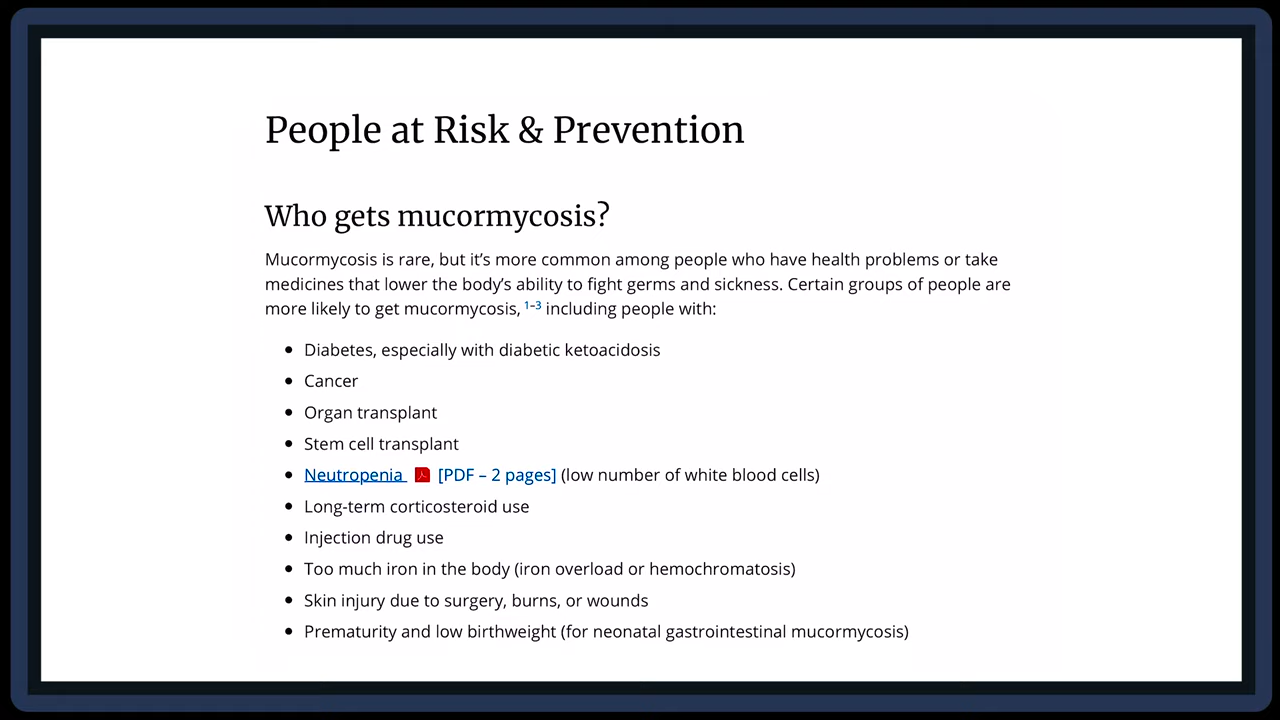 People at Risk & Prevention
Who gets mucormycosis?
Mucormycosis is rare, but it’s more common among people who have health problems or take
medicines that lower the body’s ability to fight germs and sickness. Certain groups of people are
more likely to get mucormycosis, 1–3 including people with:
• Diabetes, especially with diabetic ketoacidosis
• Cancer
• Organ transplant
• Stem cell transplant
• Neutropenia [PDF – 2 pages] (low number of white blood cells)
• Long-term corticosteroid use
• Injection drug use
• Too much iron in the body (iron overload or hemochromatosis)
• Skin injury due to surgery, burns, or wounds
• Prematurity and low birthweight (for neonatal gastrointestinal mucormycosis)